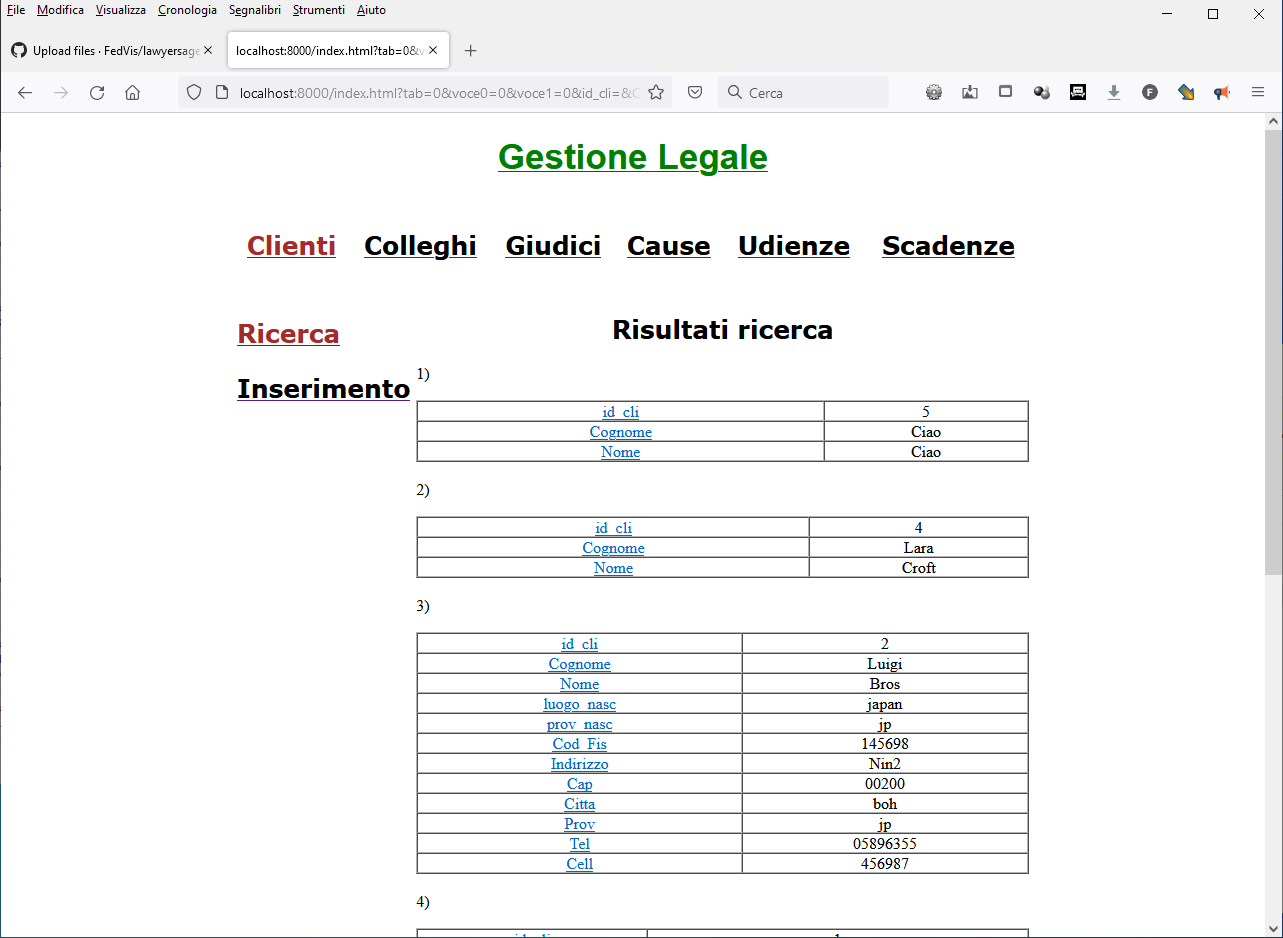 File Modifica Visualizza Cronologia Segnalibri Strumenti Aiuto
Upload files · FedVis/lawyersage
localhost:8000/index.html?tab=0&v
localhost:8000/index.html?tab=0&voce0=0&voce1=0&id_cli=&C
Cerca
F
Gestione Legale
Clienti Colleghi Giudici Cause Udienze Scadenze
Ricerca
Inserimento
Risultati ricerca
1)
id_cli 5
Cognome Ciao
Nome Ciao
2)
id_cli 4
Cognome Lara
Nome Croft
3)
id_cli 2
Cognome Luigi
Nome Bros
luogo_nasc japan
prov_nasc jp
Cod_Fis 145698
Indirizzo Nin2
Cap 00200
Citta boh
Prov jp
Tel 05896355
Cell 456987
4)